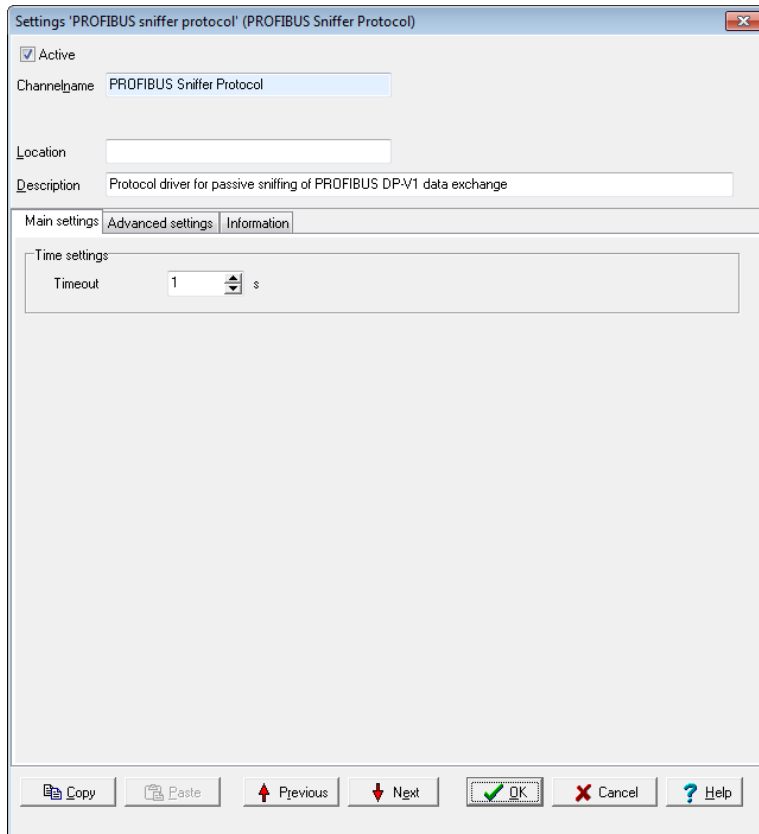 Settings 'PROFIBUS sniffer protocol' (PROFIBUS Sniffer Protocol)
Active
Channelname PROFIBUS Sniffer Protocol
Location
Description Protocol driver for passive sniffing of PROFIBUS DP-V1 data exchange
Main settings Advanced settings Information
Time settings
Timeout 1 s
Copy Paste Previous Next OK Cancel Help